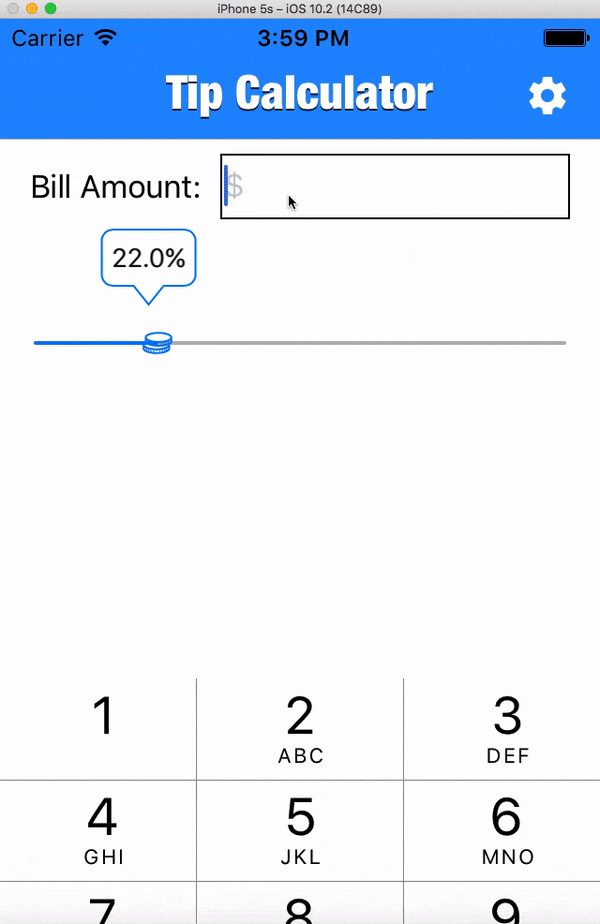 iPhone 5s – iOS 10.2 (14C89)
Carrier 3:59 PM
Tip Calculator
Bill Amount: $
22.0%
1 2 3
ABC DEF
4 5 6
GHI JKL MNO
7 8 9